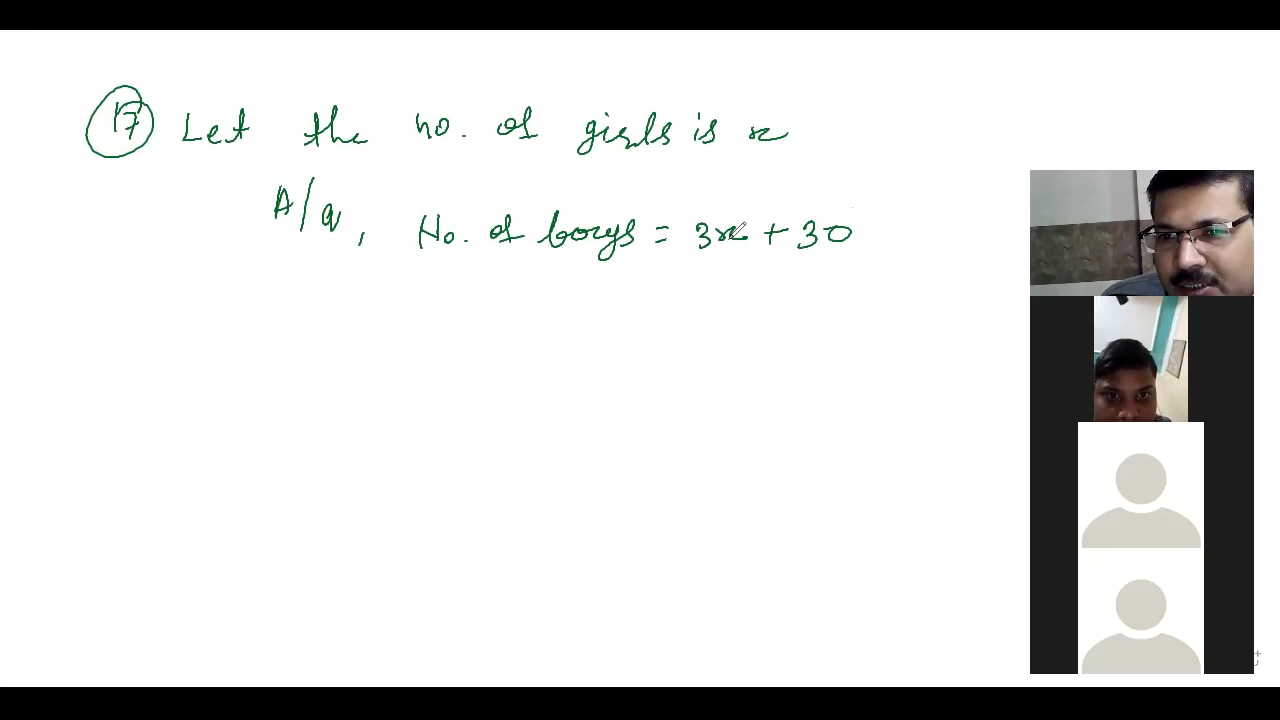 17 Let the no. of girls is x
A/q, No. of boys = 3x + 30